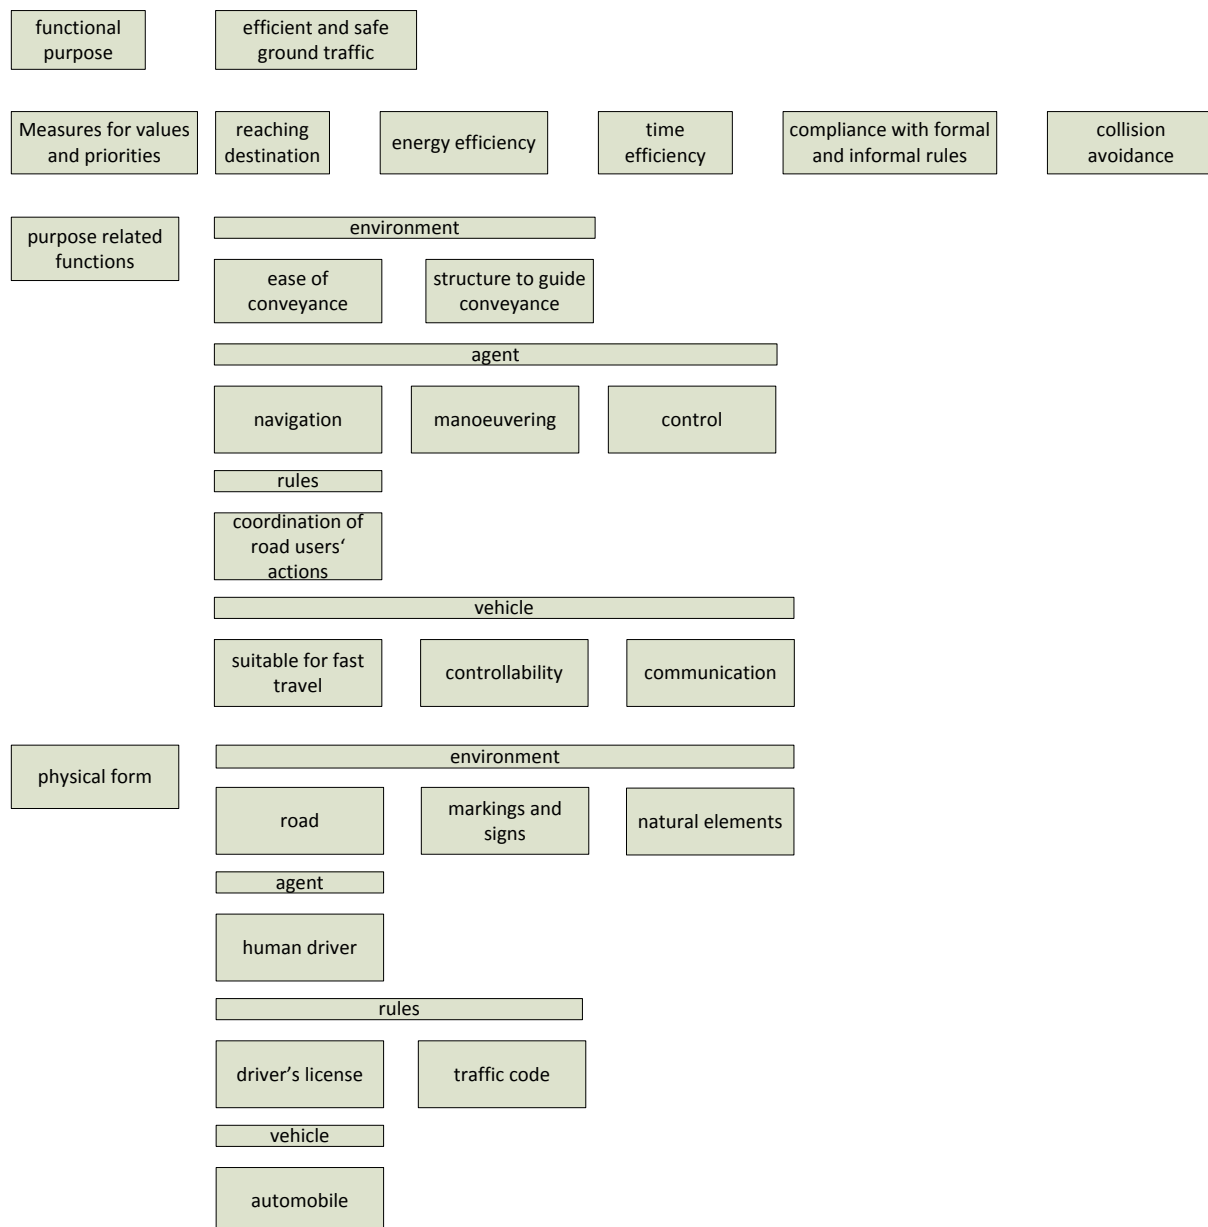 functional
purpose
efficient and safe
ground traffic
Measures for values
and priorities
reaching
destination
energy efficiency
time
efficiency
compliance with formal
and informal rules
collision
avoidance
purpose related
functions
environment
ease of
conveyance
structure to guide
conveyance
agent
navigation
manoeuvering
control
rules
coordination of
road users‘
actions
vehicle
suitable for fast
travel
controllability
communication
physical form
environment
road
markings and
signs
natural elements
agent
human driver
rules
driver’s license
traffic code
vehicle
automobile